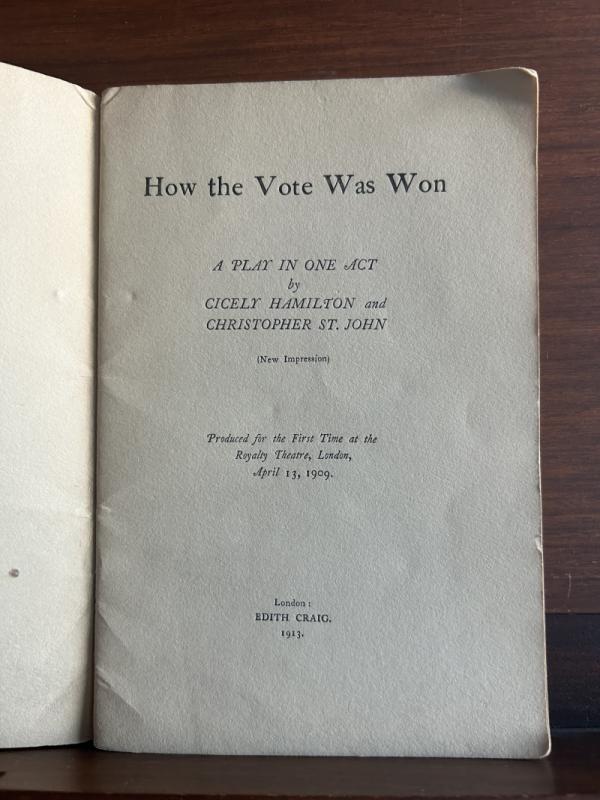 How the Vote Was Won
A PLAY IN ONE ACT
by
CICELY HAMILTON and
CHRISTOPHER ST. JOHN
(New Impression)
Produced for the First Time at the
Royalty Theatre, London,
April 13, 1909.
London:
EDITH CRAIG.
1913.